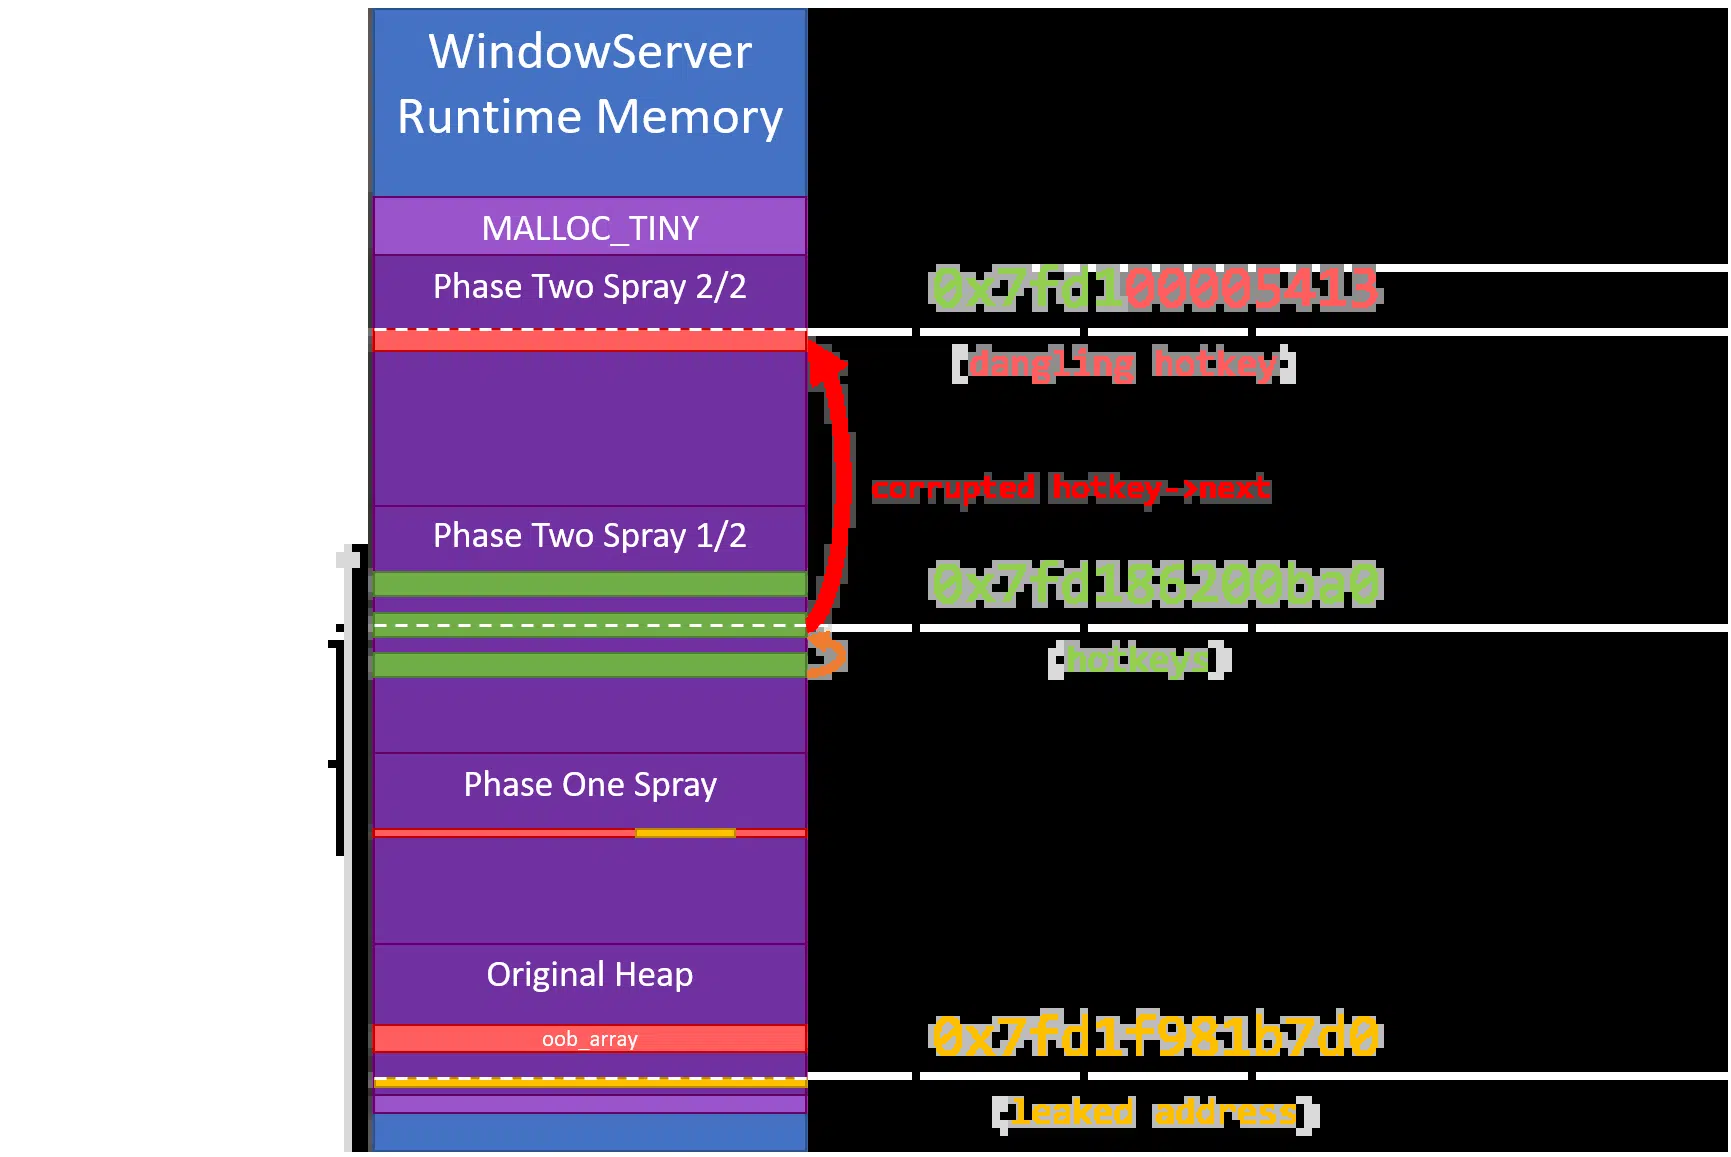 WindowServer
Runtime Memory
MALLOC_TINY
Phase Two Spray 2/2
0x7fd100005413
(dangling hotkey)
corrupted hotkey->next
Phase Two Spray 1/2
0x7fd186200ba0
(hotkeys)
Phase One Spray
Original Heap
oob_array
0x7fd1f981b7d0
(leaked address)